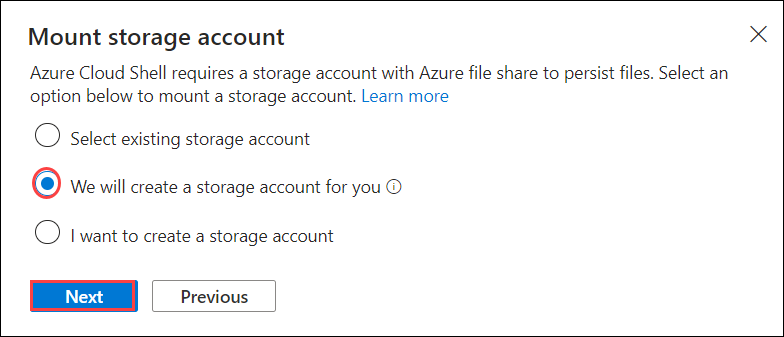 Mount storage account
Azure Cloud Shell requires a storage account with Azure file share to persist files. Select an
option below to mount a storage account. Learn more
Select existing storage account
We will create a storage account for you
I want to create a storage account
Next
Previous